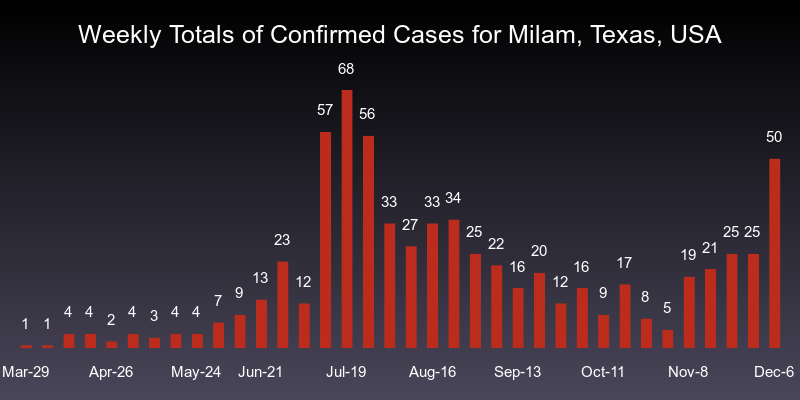 Weekly Totals of Confirmed Cases for Milam, Texas, USA
1 1 4 4 2 4 3 4 4 7 9 13 23 12 57 68 56 33 27 33 34 25 22 16 20 12 16 9 17 8 5 19 21 25 25 50
Mar-29 Apr-26 May-24 Jun-21 Jul-19 Aug-16 Sep-13 Oct-11 Nov-8 Dec-6